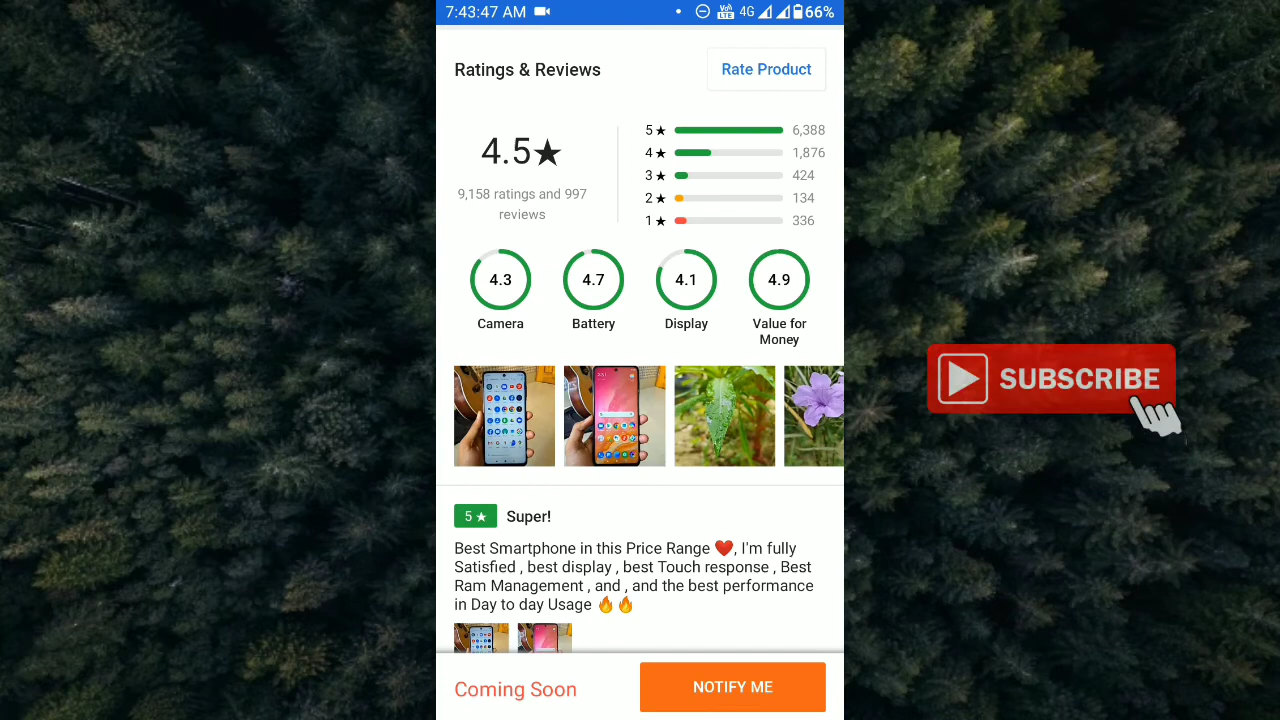 7:43:47 AM VoD LTE 4G 66%
Ratings & Reviews
Rate Product
4.5★
9,158 ratings and 997
reviews
5★ 6,388
4★ 1,876
3★ 424
2★ 134
1★ 336
4.3 4.7 4.1 4.9
Camera Battery Display Value for
Money
SUBSCRIBE
5★ Super!
Best Smartphone in this Price Range ❤️, I'm fully
Satisfied , best display , best Touch response , Best
Ram Management , and , and the best performance
in Day to day Usage 🔥🔥
Coming Soon
NOTIFY ME